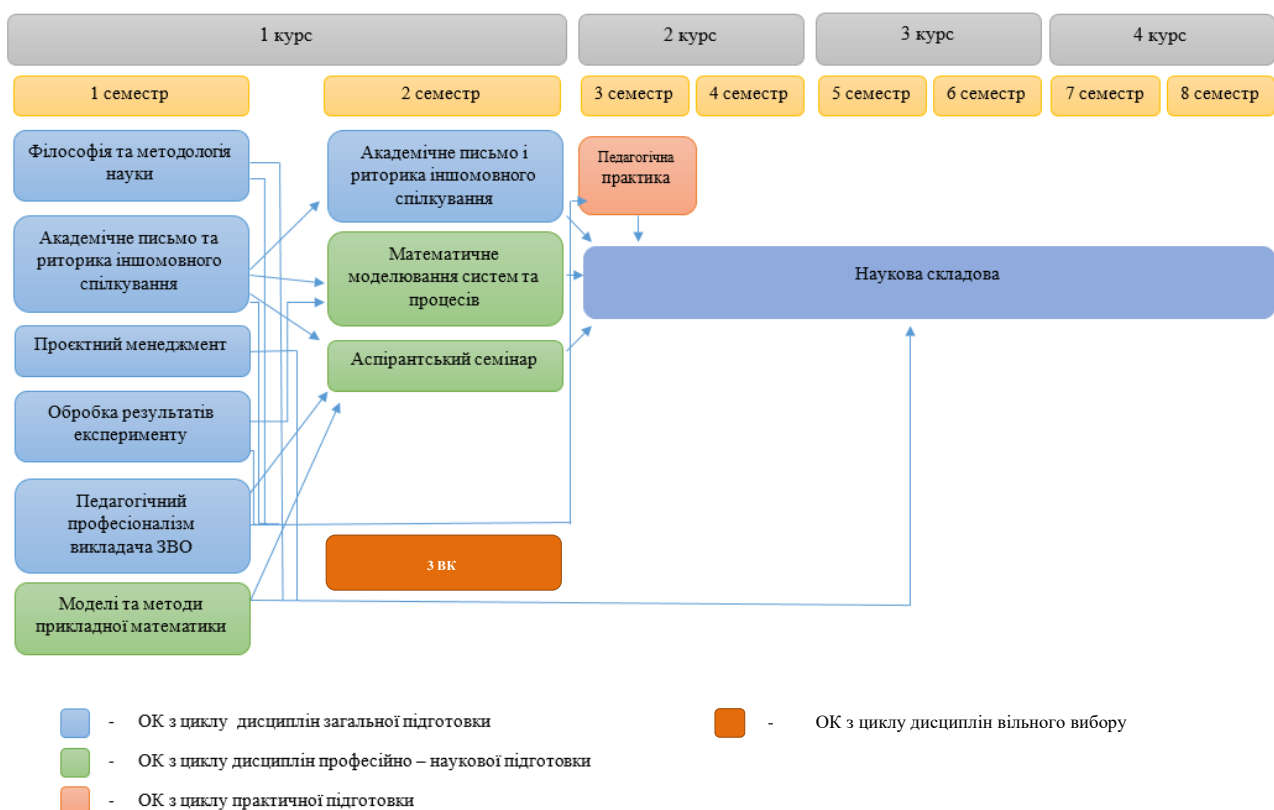 1 курс
2 курс
3 курс
4 курс
1 семестр
2 семестр
3 семестр
4 семестр
5 семестр
6 семестр
7 семестр
8 семестр
Філософія та методологія
науки
Академічне письмо та
риторика іншомовного
спілкування
Проєктний менеджмент
Обробка результатів
експерименту
Педагогічний
професіоналізм
викладача ЗВО
Моделі та методи
прикладної математики
Академічне письмо і
риторика іншомовного
спілкування
Математичне
моделювання систем та
процесів
Аспірантський семінар
3 ВК
Педагогічна
практика
Наукова складова
- ОК з циклу дисциплін загальної підготовки
- ОК з циклу дисциплін професійно – наукової підготовки
- ОК з циклу практичної підготовки
- ОК з циклу дисциплін вільного вибору